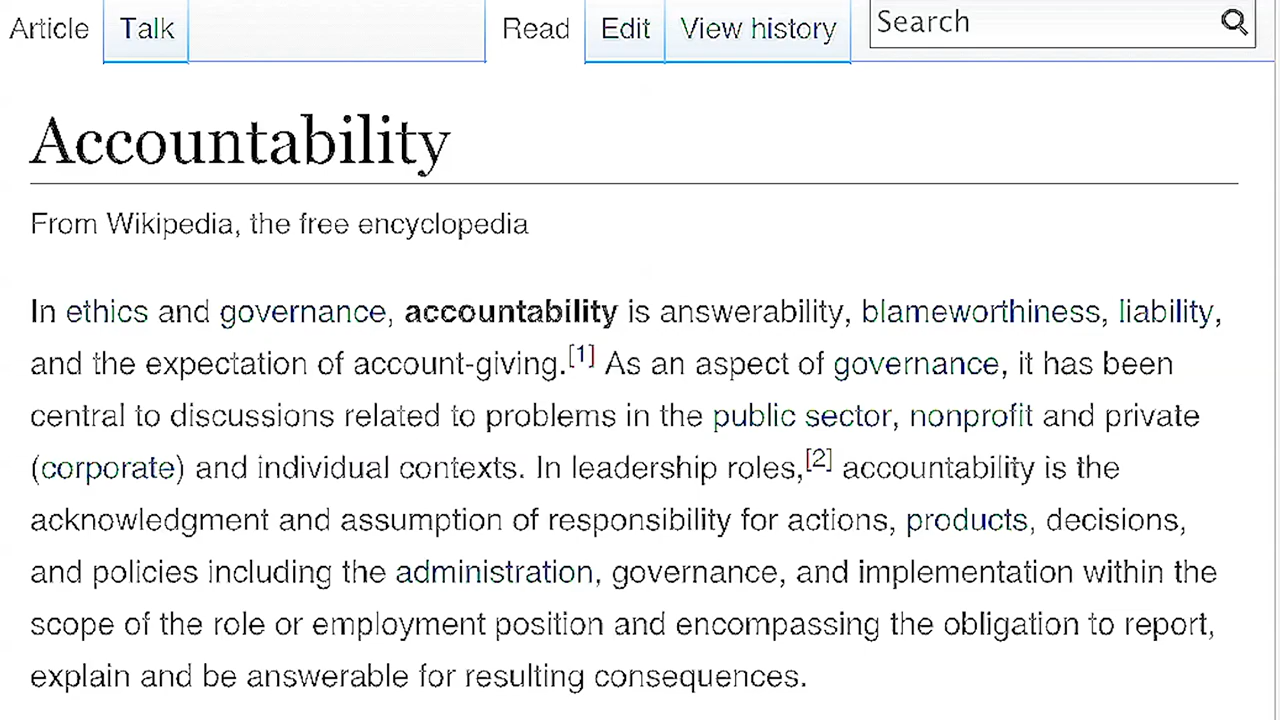 Article Talk Read Edit View history Search
Accountability
From Wikipedia, the free encyclopedia
In ethics and governance, accountability is answerability, blameworthiness, liability,
and the expectation of account-giving.[1] As an aspect of governance, it has been
central to discussions related to problems in the public sector, nonprofit and private
(corporate) and individual contexts. In leadership roles,[2] accountability is the
acknowledgment and assumption of responsibility for actions, products, decisions,
and policies including the administration, governance, and implementation within the
scope of the role or employment position and encompassing the obligation to report,
explain and be answerable for resulting consequences.